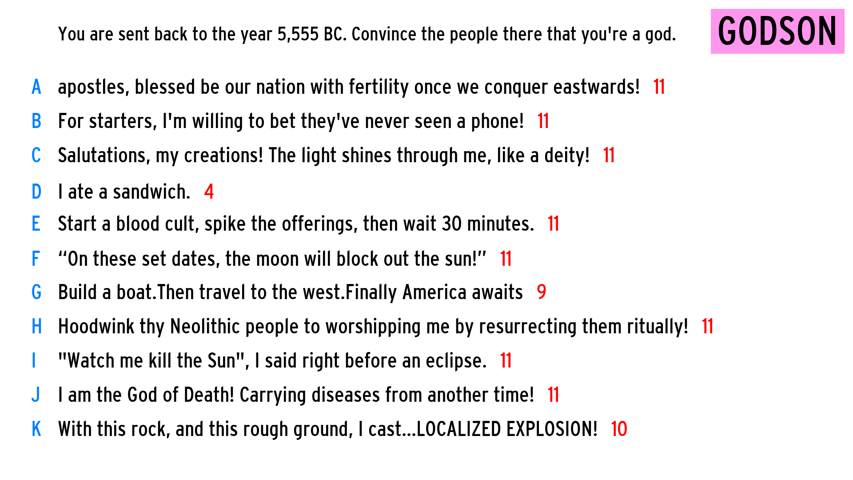 You are sent back to the year 5,555 BC. Convince the people there that you're a god.
GODSON
A apostles, blessed be our nation with fertility once we conquer eastwards! 11
B For starters, I'm willing to bet they've never seen a phone! 11
C Salutations, my creations! The light shines through me, like a deity! 11
D I ate a sandwich. 4
E Start a blood cult, spike the offerings, then wait 30 minutes. 11
F “On these set dates, the moon will block out the sun!” 11
G Build a boat.Then travel to the west.Finally America awaits 9
H Hoodwink thy Neolithic people to worshipping me by resurrecting them ritually! 11
I "Watch me kill the Sun", I said right before an eclipse. 11
J I am the God of Death! Carrying diseases from another time! 11
K With this rock, and this rough ground, I cast...LOCALIZED EXPLOSION! 10